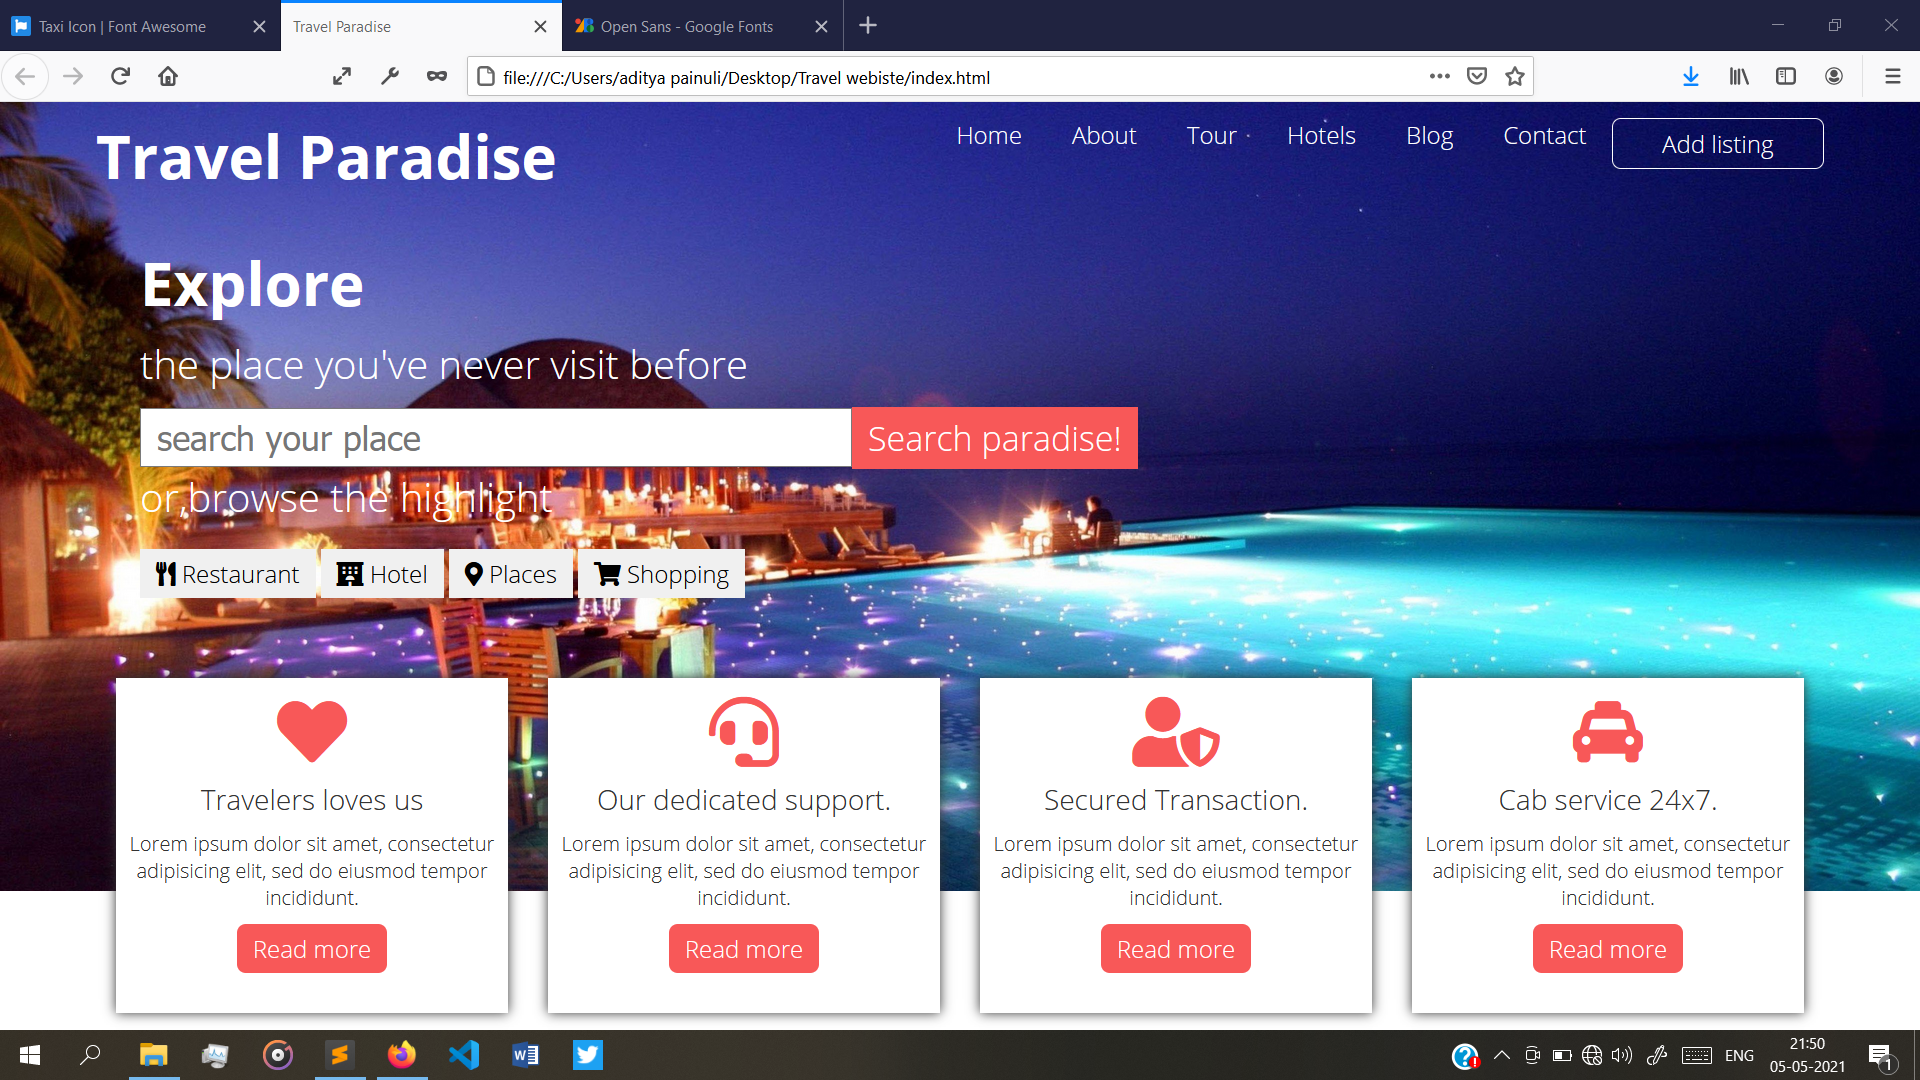 Taxi Icon | Font Awesome
Travel Paradise
Open Sans - Google Fonts
file:///C:/Users/aditya painuli/Desktop/Travel webiste/index.html
Travel Paradise
Home About Tour Hotels Blog Contact Add listing
Explore
the place you've never visit before
search your place Search paradise!
or,browse the highlight
Restaurant Hotel Places Shopping
Travelers loves us
Lorem ipsum dolor sit amet, consectetur
adipisicing elit, sed do eiusmod tempor
incididunt.
Read more
Our dedicated support.
Lorem ipsum dolor sit amet, consectetur
adipisicing elit, sed do eiusmod tempor
incididunt.
Read more
Secured Transaction.
Lorem ipsum dolor sit amet, consectetur
adipisicing elit, sed do eiusmod tempor
incididunt.
Read more
Cab service 24x7.
Lorem ipsum dolor sit amet, consectetur
adipisicing elit, sed do eiusmod tempor
incididunt.
Read more
ENG
21:50
05-05-2021
1